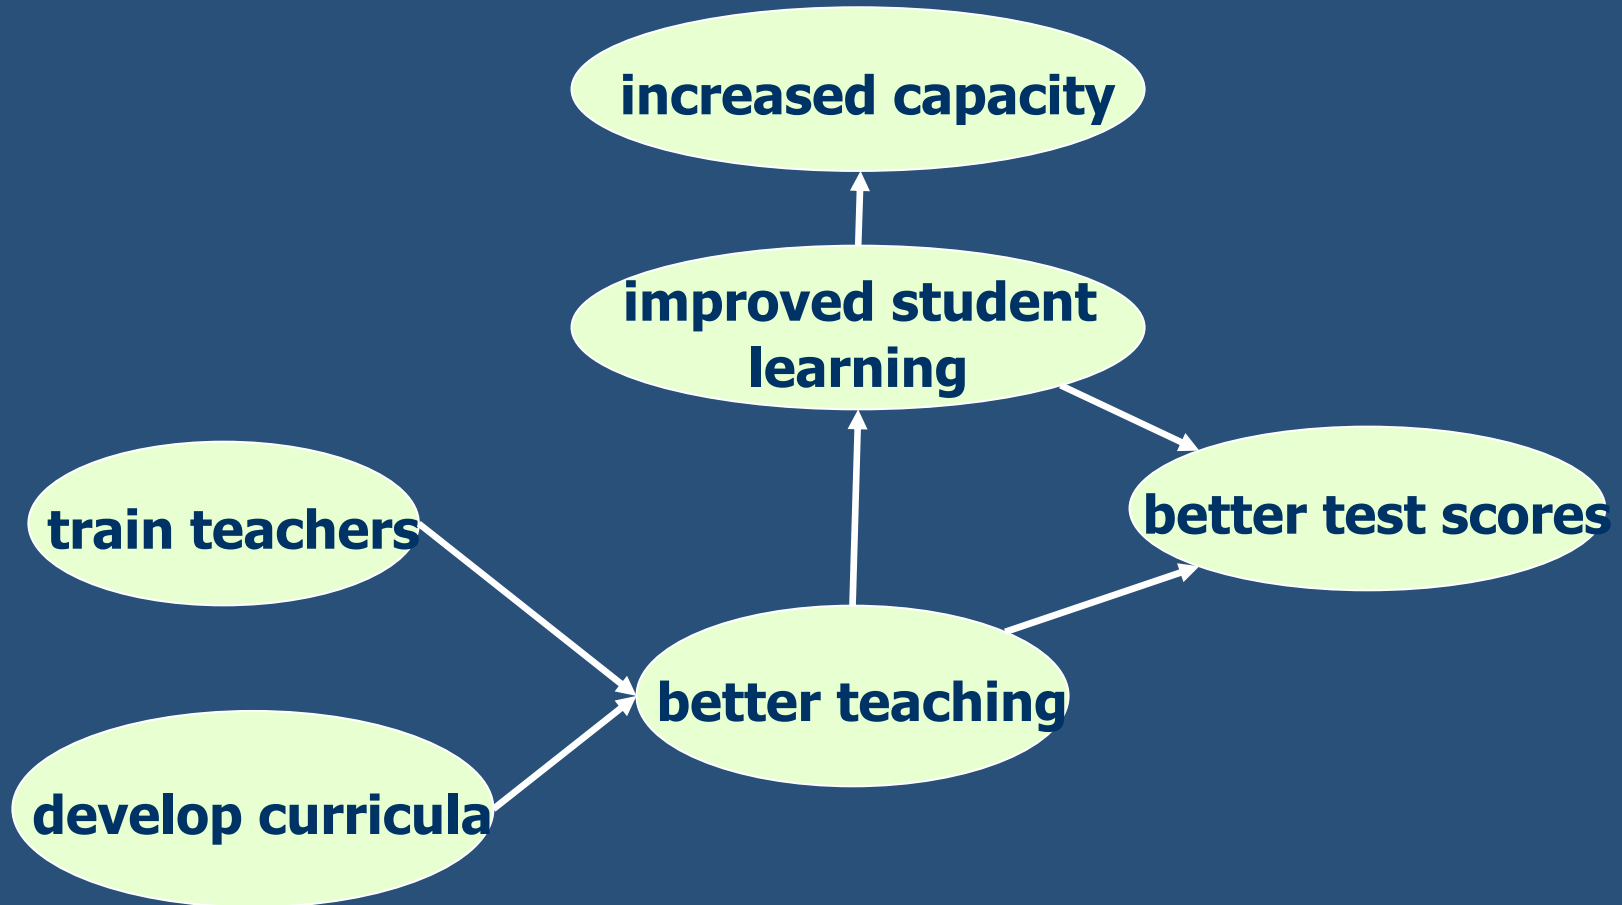 increased capacity
improved student
learning
better test scores
train teachers
better teaching
develop curricula